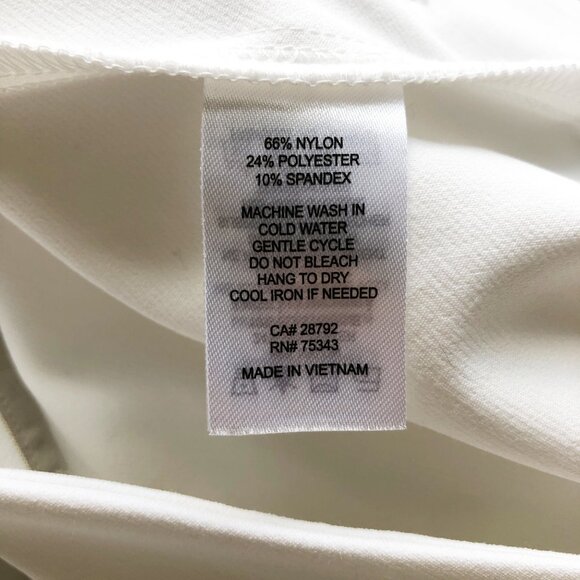 66% NYLON
24% POLYESTER
10% SPANDEX
MACHINE WASH IN
COLD WATER
GENTLE CYCLE
DO NOT BLEACH
HANG TO DRY
COOL IRON IF NEEDED
CA# 28792
RN# 75343
MADE IN VIETNAM